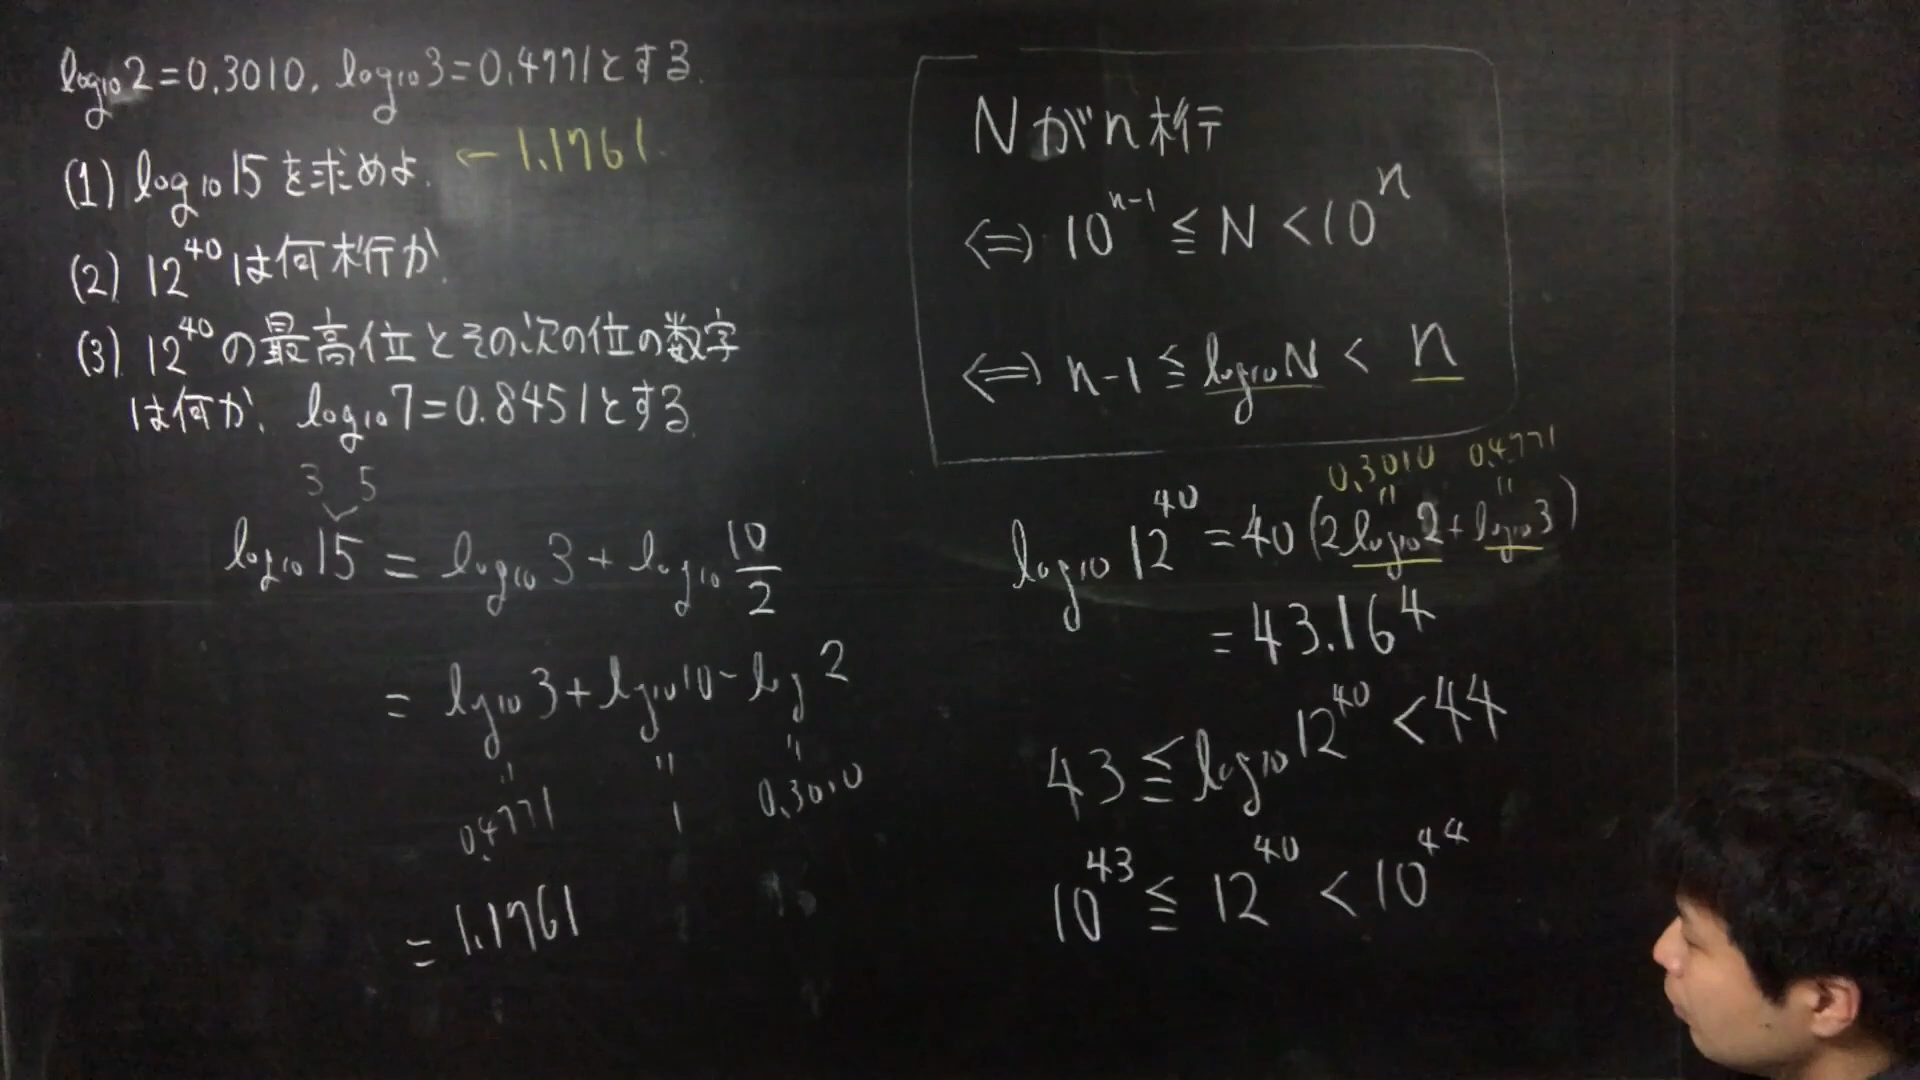 log₁₀2=0.3010, log₁₀3=0.4771とする.
(1) log₁₀15を求めよ. ← 1.1761
(2) 12⁴⁰は何桁か.
(3) 12⁴⁰の最高位とその次の位の数字
は何か. log₁₀7=0.8451とする.
3 5
log₁₀15 = log₁₀3 + log₁₀ 10/2
= log₁₀3 + log₁₀10 - log 2
〃 〃 〃
0.4771 1 0.3010
= 1.1761
Nがn桁
⇔ 10ⁿ⁻¹ ≦ N < 10ⁿ
⇔ n-1 ≦ log₁₀N < n
0.3010 0.4771
〃 〃
log₁₀12⁴⁰ = 40(2log₁₀2 + log₁₀3)
= 43.164
43 ≦ log₁₀12⁴⁰ < 44
10⁴³ ≦ 12⁴⁰ < 10⁴⁴